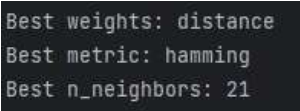 Best weights: distance
Best metric: hamming
Best n_neighbors: 21